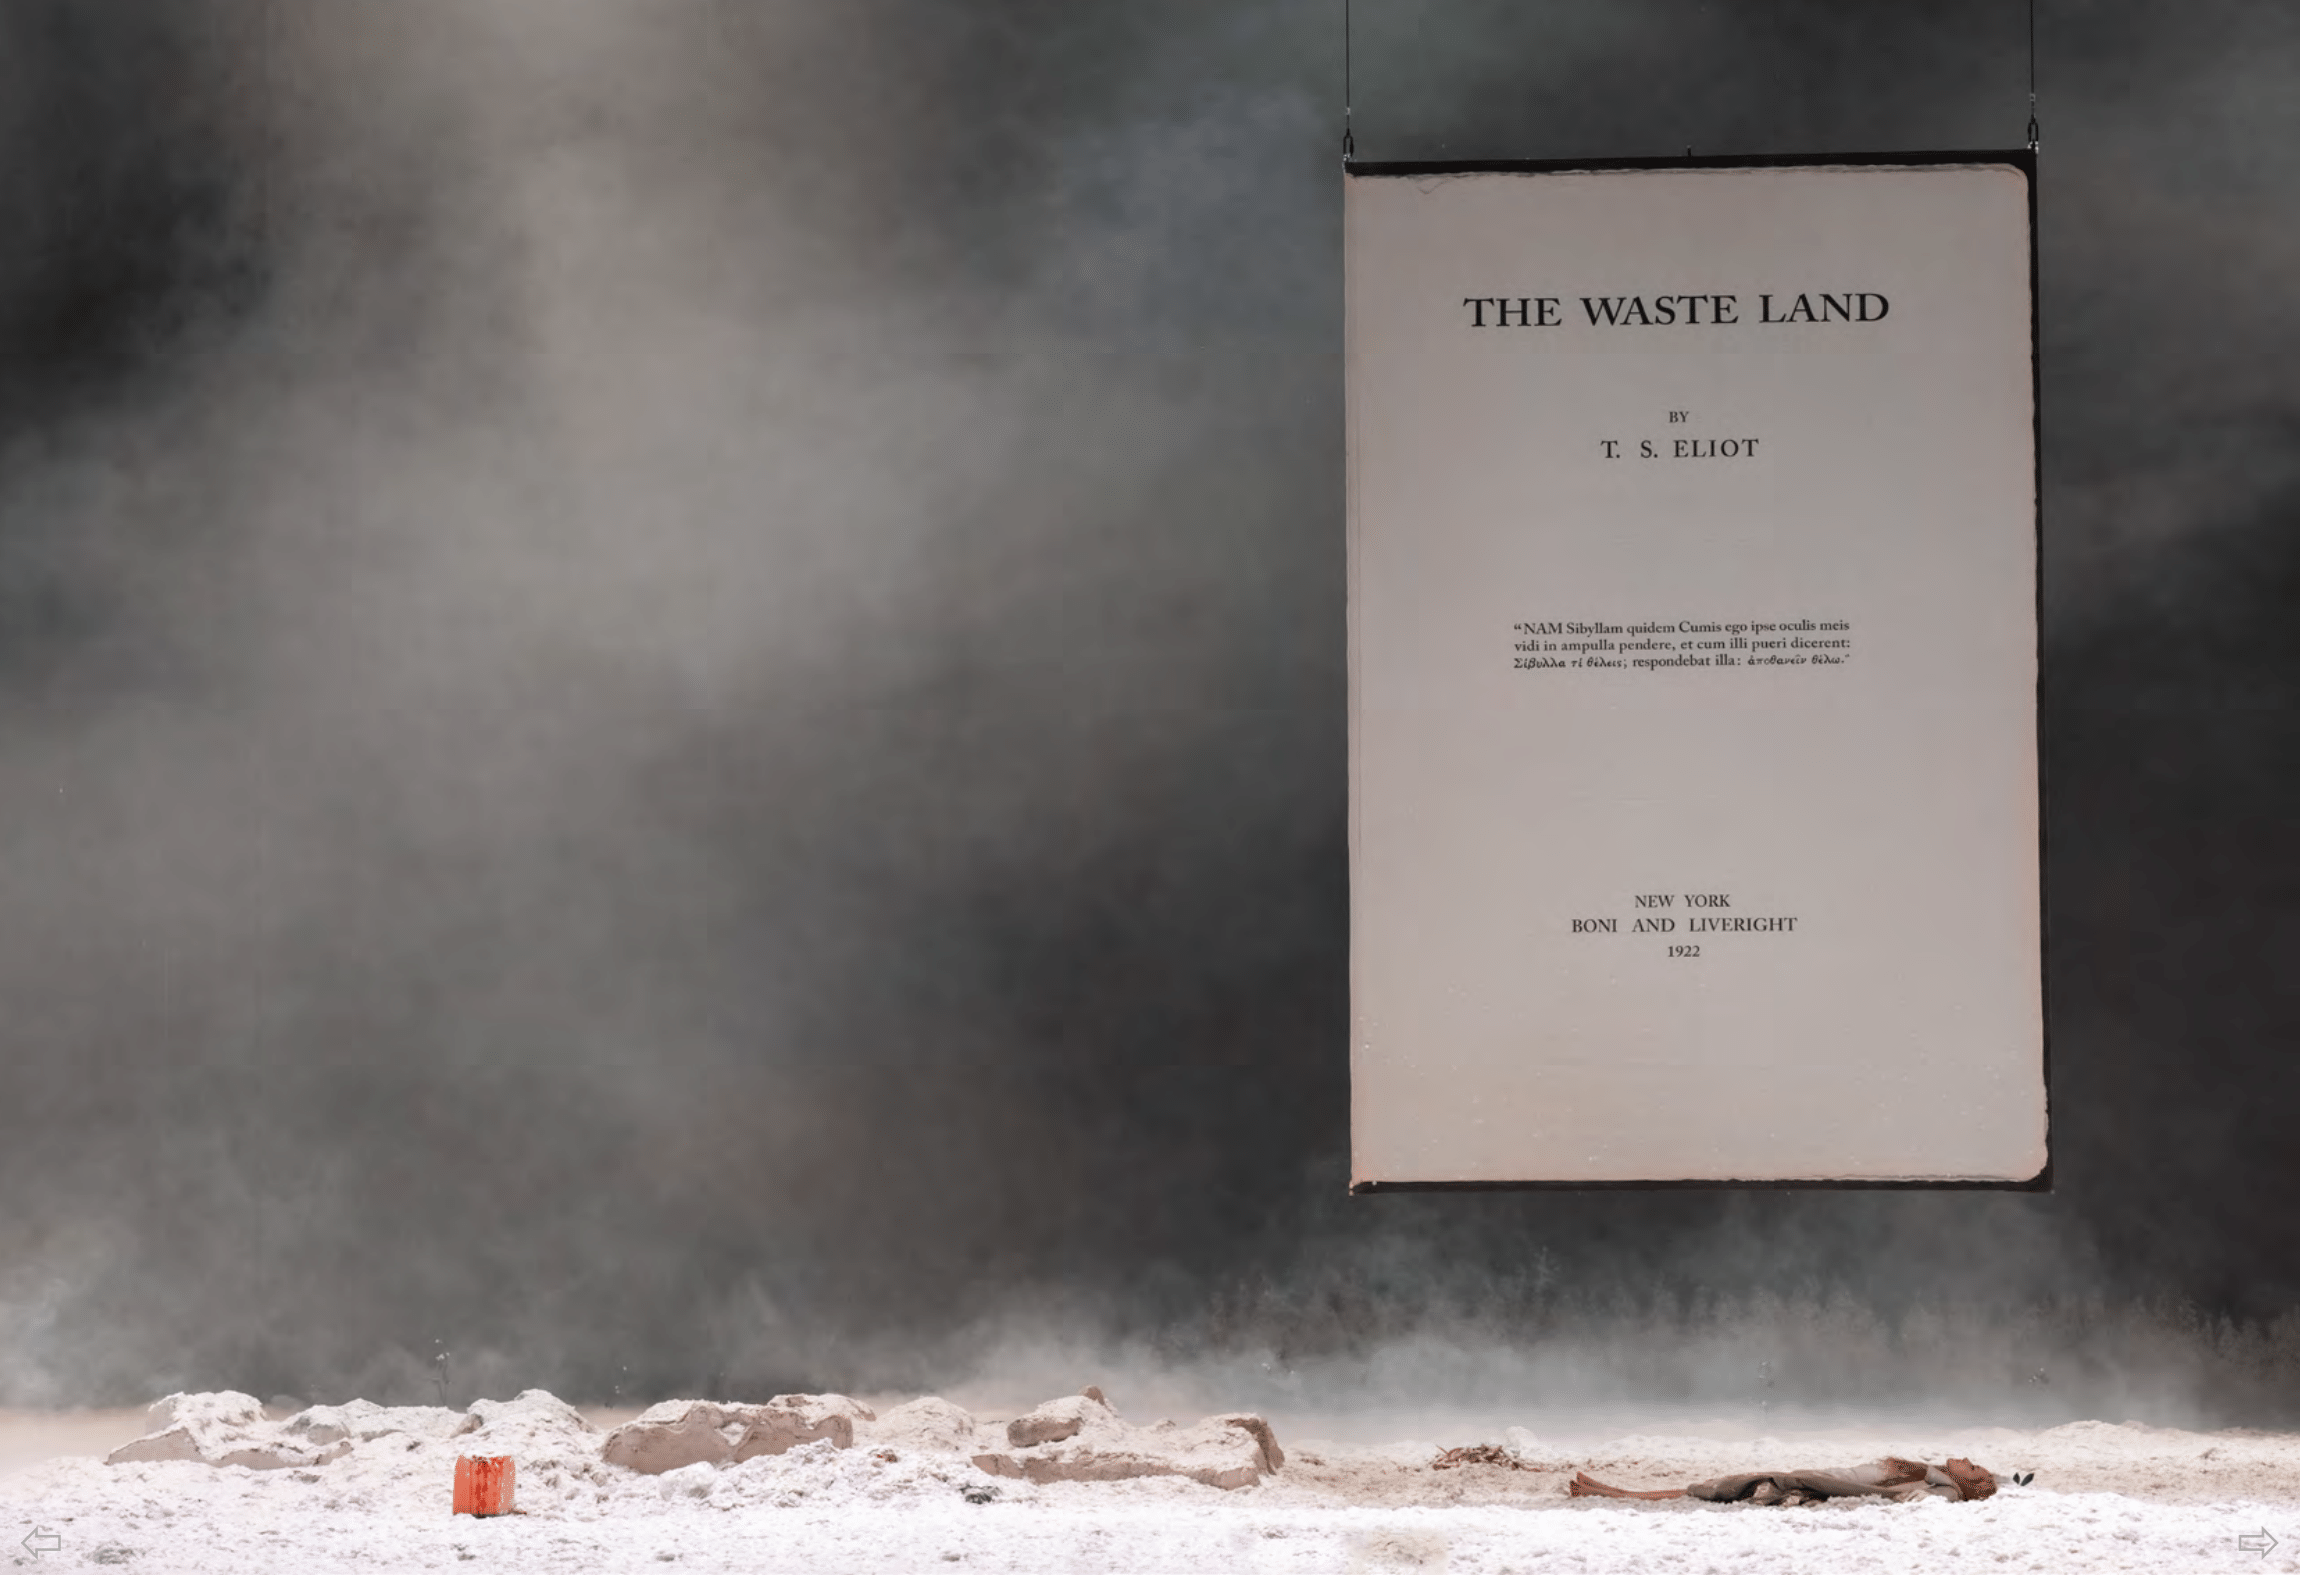 THE WASTE LAND
BY
T. S. ELIOT
“NAM Sibyllam quidem Cumis ego ipse oculis meis
vidi in ampulla pendere, et cum illi pueri dicerent:
Σίβυλλα τί θέλεις; respondebat illa: ἀποθανεῖν θέλω.”
NEW YORK
BONI AND LIVERIGHT
1922